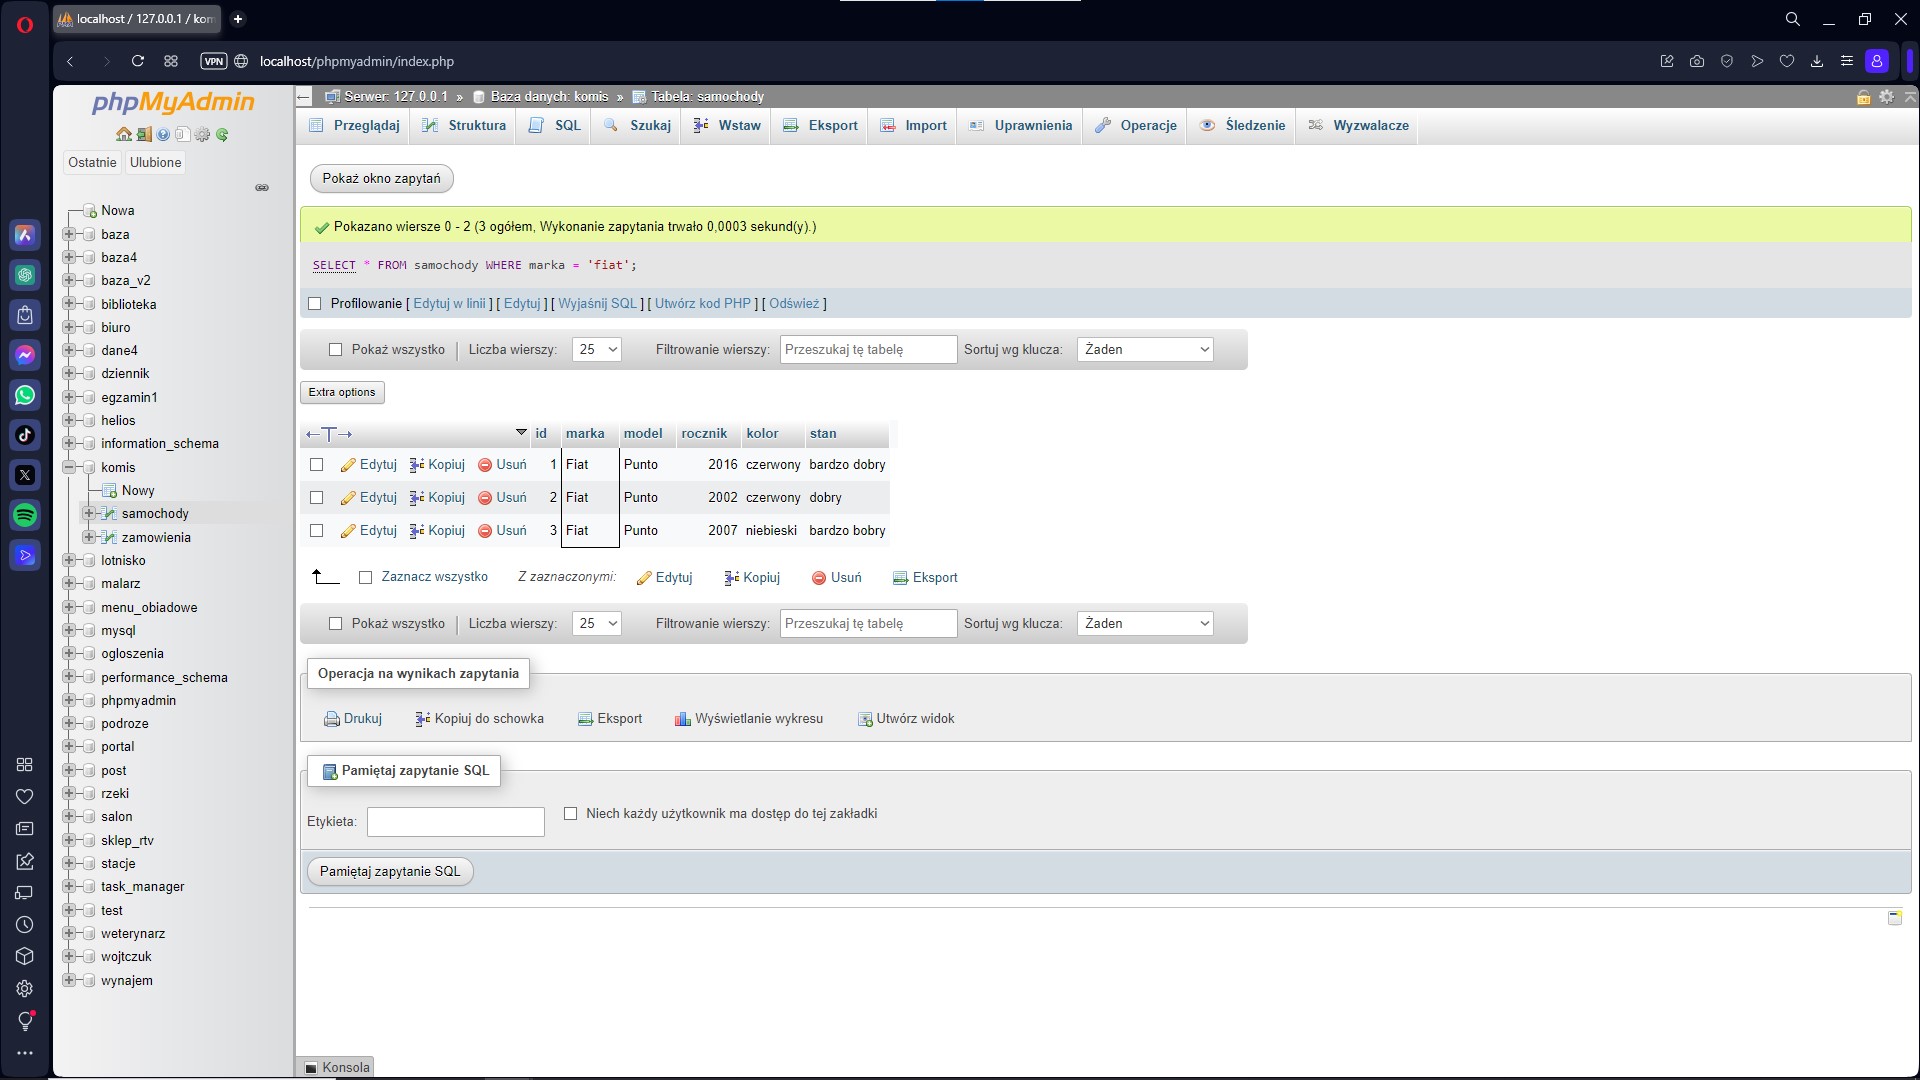 localhost / 127.0.0.1 / kom
VPN localhost/phpmyadmin/index.php
phpMyAdmin
Ostatnie Ulubione
Nowa
baza
baza4
baza_v2
biblioteka
biuro
dane4
dziennik
egzamin1
helios
information_schema
komis
Nowy
samochody
zamowienia
lotnisko
malarz
menu_obiadowe
mysql
ogloszenia
performance_schema
phpmyadmin
podroze
portal
post
rzeki
salon
sklep_rtv
stacje
task_manager
test
weterynarz
wojtczuk
wynajem
Serwer: 127.0.0.1 » Baza danych: komis » Tabela: samochody
Przeglądaj Struktura SQL Szukaj Wstaw Eksport Import Uprawnienia Operacje Śledzenie Wyzwalacze
Pokaż okno zapytań
Pokazano wiersze 0 - 2 (3 ogółem, Wykonanie zapytania trwało 0,0003 sekund(y).)
SELECT * FROM samochody WHERE marka = 'fiat';
Profilowanie [ Edytuj w linii ] [ Edytuj ] [ Wyjaśnij SQL ] [ Utwórz kod PHP ] [ Odśwież ]
Pokaż wszystko Liczba wierszy: 25 Filtrowanie wierszy: Przeszukaj tę tabelę Sortuj wg klucza: Żaden
Extra options
←T→ id marka model rocznik kolor stan
Edytuj Kopiuj Usuń 1 Fiat Punto 2016 czerwony bardzo dobry
Edytuj Kopiuj Usuń 2 Fiat Punto 2002 czerwony dobry
Edytuj Kopiuj Usuń 3 Fiat Punto 2007 niebieski bardzo bobry
Zaznacz wszystko Z zaznaczonymi: Edytuj Kopiuj Usuń Eksport
Pokaż wszystko Liczba wierszy: 25 Filtrowanie wierszy: Przeszukaj tę tabelę Sortuj wg klucza: Żaden
Operacja na wynikach zapytania
Drukuj Kopiuj do schowka Eksport Wyświetlanie wykresu Utwórz widok
Pamiętaj zapytanie SQL
Etykieta: Niech każdy użytkownik ma dostęp do tej zakładki
Pamiętaj zapytanie SQL
Konsola